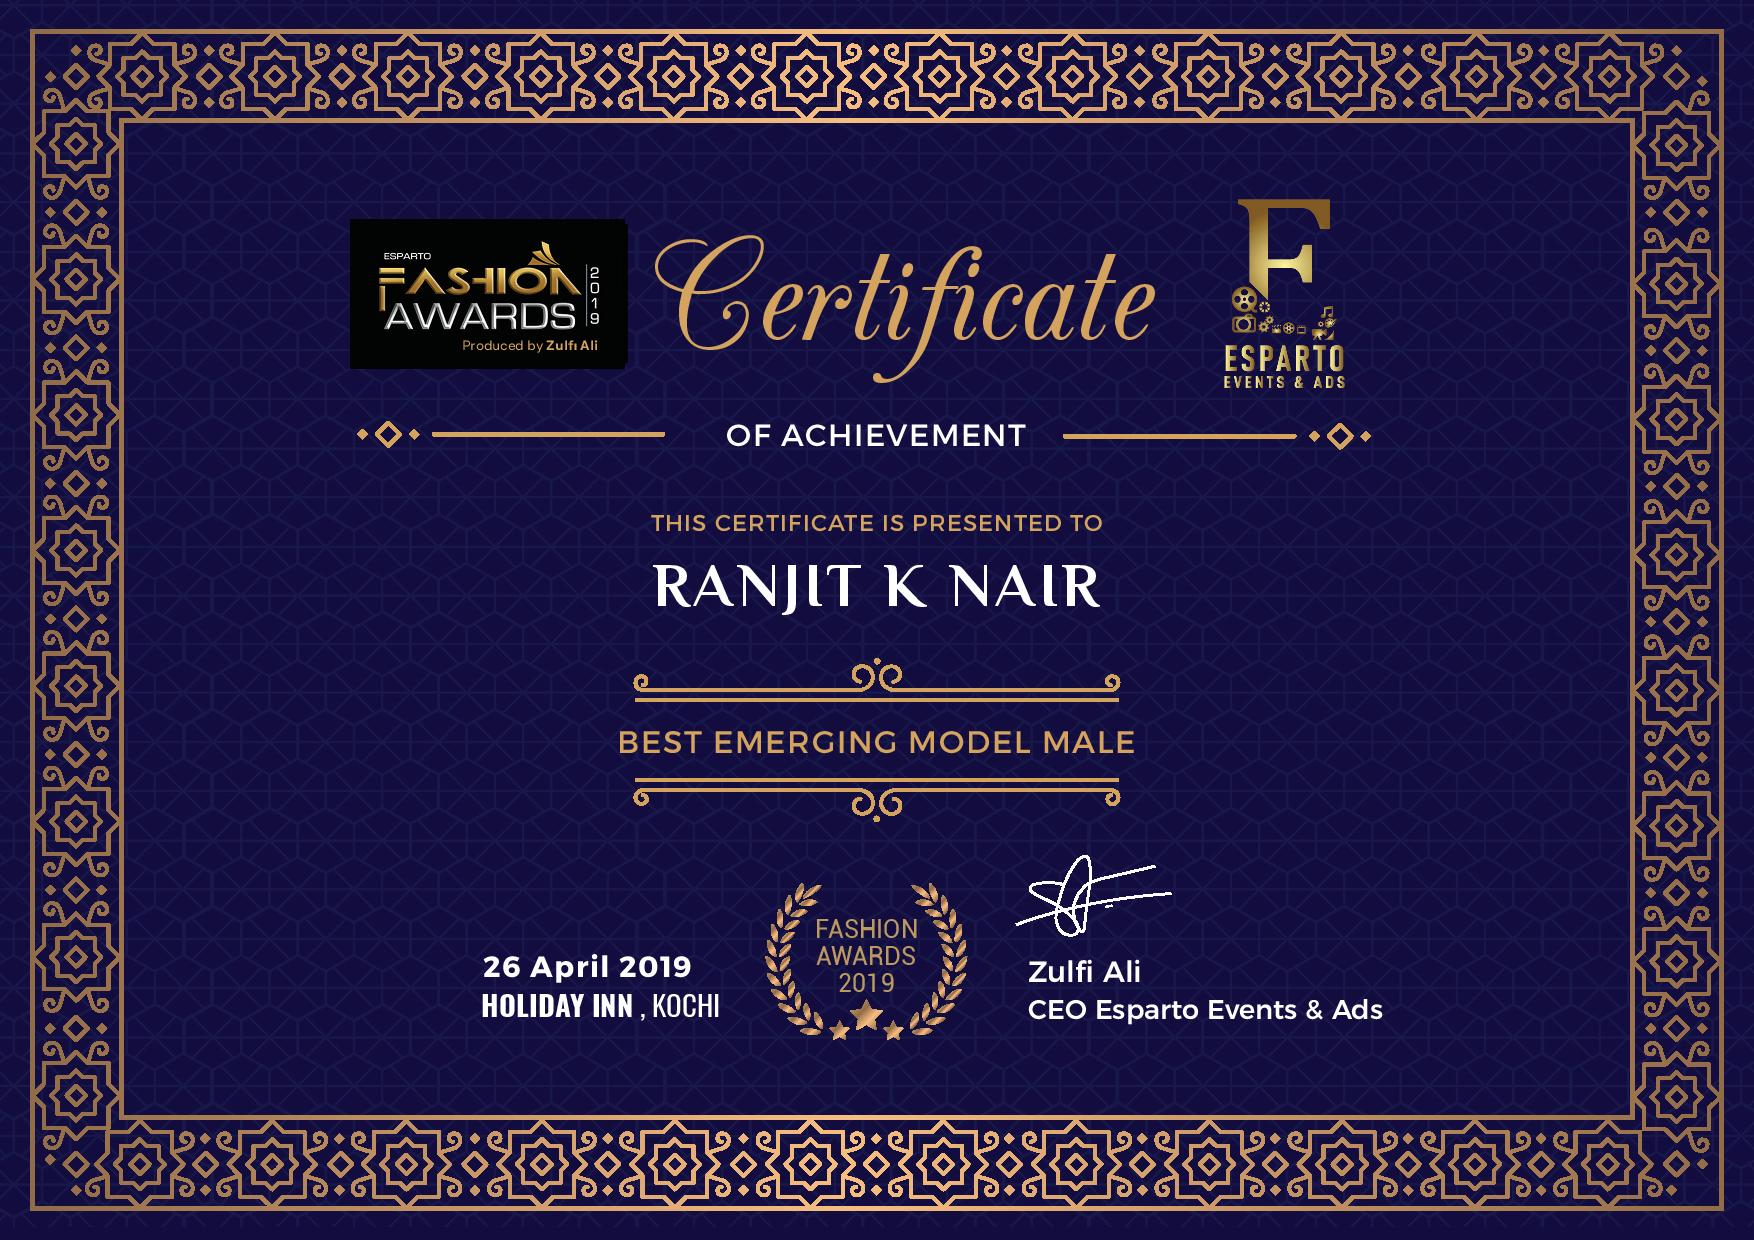 ESPARTO
FASHION
AWARDS
2019
Produced by Zulfi Ali
Certificate
ESPARTO
EVENTS & ADS
OF ACHIEVEMENT
THIS CERTIFICATE IS PRESENTED TO
RANJIT K NAIR
BEST EMERGING MODEL MALE
26 April 2019
HOLIDAY INN , KOCHI
FASHION
AWARDS
2019
Zulfi Ali
CEO Esparto Events & Ads